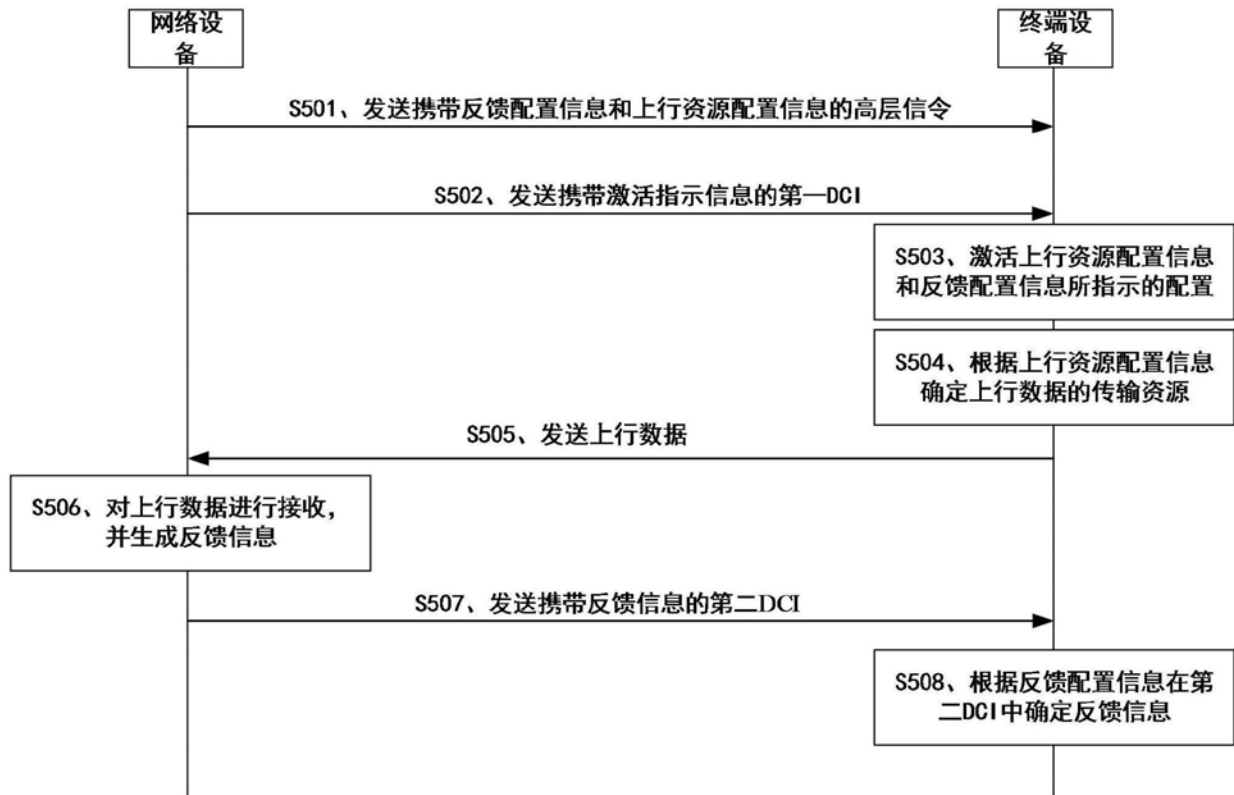 网络设
备
终端设
备
S501、发送携带反馈配置信息和上行资源配置信息的高层信令
S502、发送携带激活指示信息的第一DCI
S503、激活上行资源配置信息
和反馈配置信息所指示的配置
S504、根据上行资源配置信息
确定上行数据的传输资源
S505、发送上行数据
S506、对上行数据进行接收,
并生成反馈信息
S507、发送携带反馈信息的第二DCI
S508、根据反馈配置信息在第
二DCI中确定反馈信息